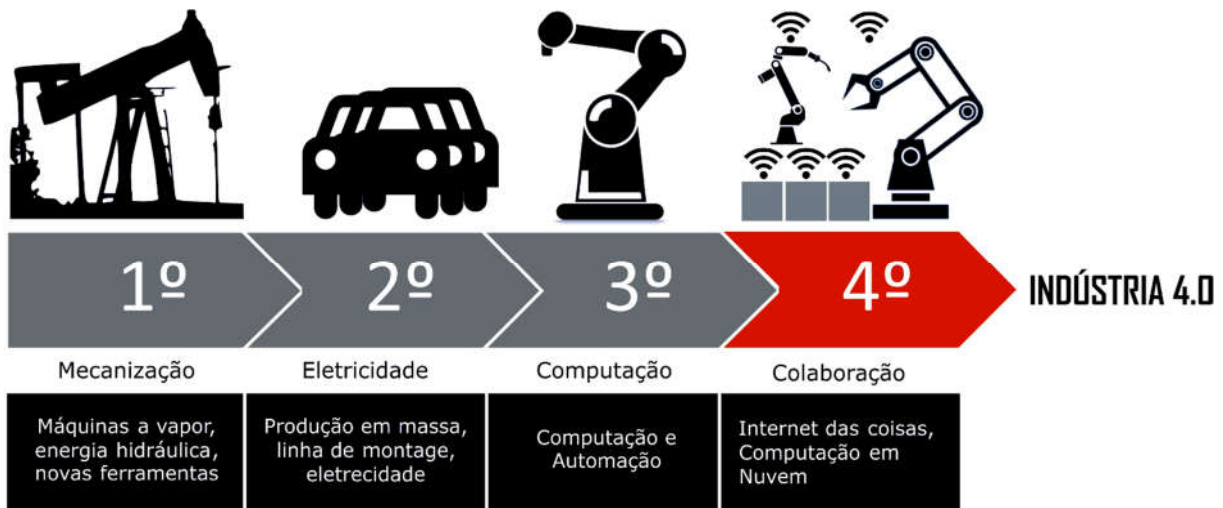 1º
2º
3º
4º
INDÚSTRIA 4.0
Mecanização
Eletricidade
Computação
Colaboração
Máquinas a vapor,
energia hidráulica,
novas ferramentas
Produção em massa,
linha de montage,
eletrecidade
Computação e
Automação
Internet das coisas,
Computação em
Nuvem